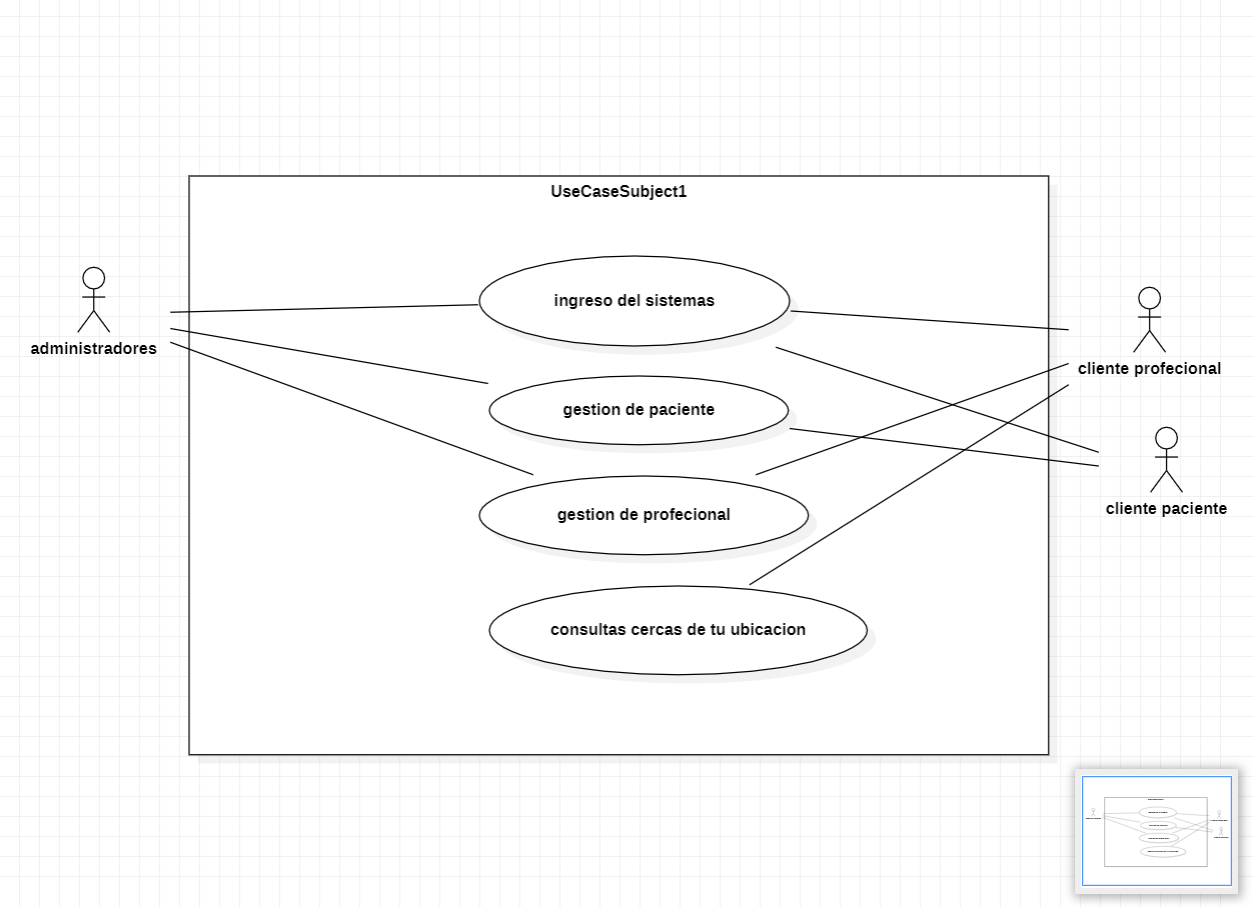 UseCaseSubject1
ingreso del sistemas
administradores
cliente profecional
gestion de paciente
gestion de profecional
cliente paciente
consultas cercas de tu ubicacion